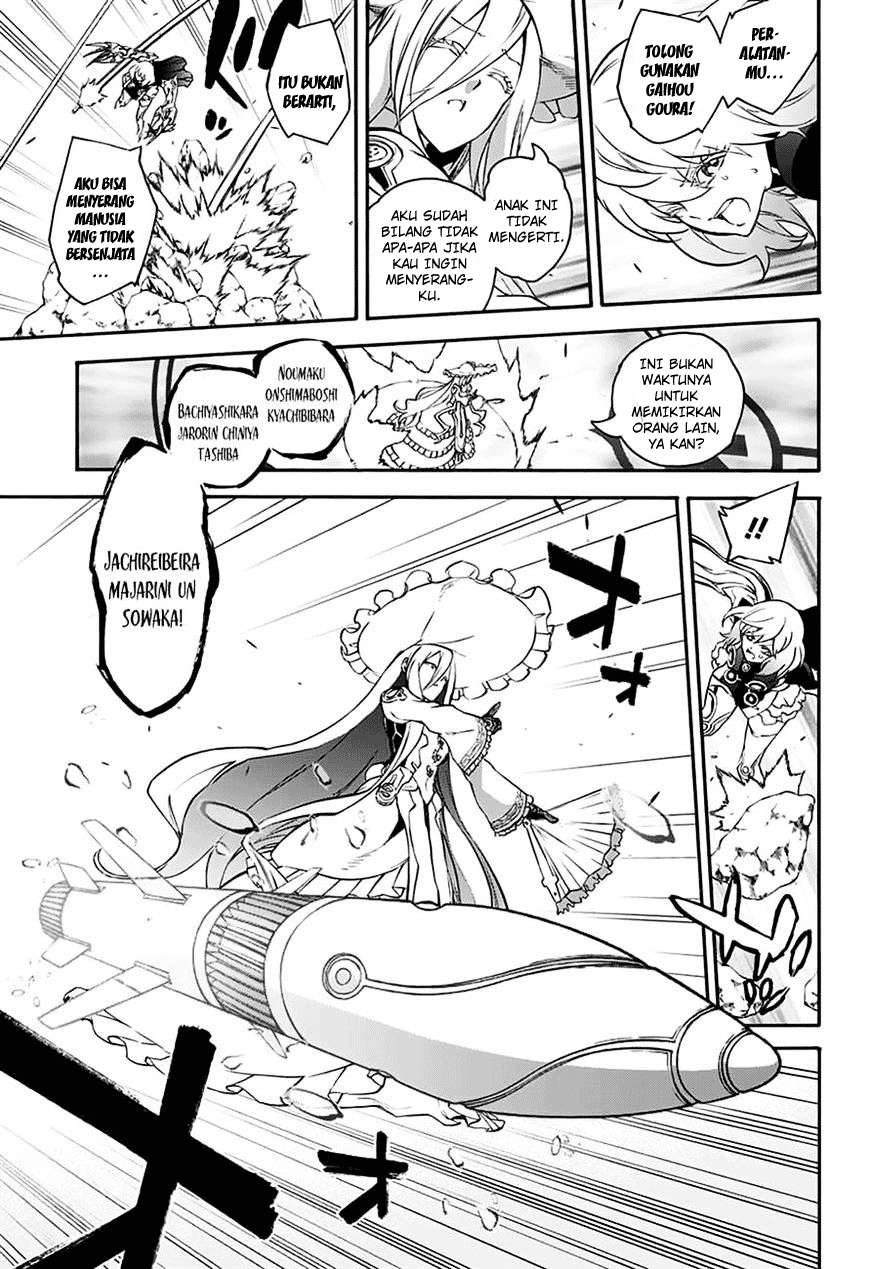 PER-
ALATAN-
MU...
TOLONG
GUNAKAN
GAIHOU
GOURA!
ANAK INI
TIDAK
MENGERTI.
AKU SUDAH
BILANG TIDAK
APA-APA JIKA
KAU INGIN
MENYERANG-
KU.
ITU BUKAN
BERARTI,
AKU BISA
MENYERANG
MANUSIA
YANG TIDAK
BERSENJATA
...
INI BUKAN
WAKTUNYA
UNTUK
MEMIKIRKAN
ORANG LAIN,
YA KAN?
NOUMAKU
ONSHIMABOSHI
KYACHIBIBARA
BACHIYASHIKARA
JARORIN CHINIYA
TASHIBA
!!
JACHIREIBEIRA
MAJARINI UN
SOWAKA!